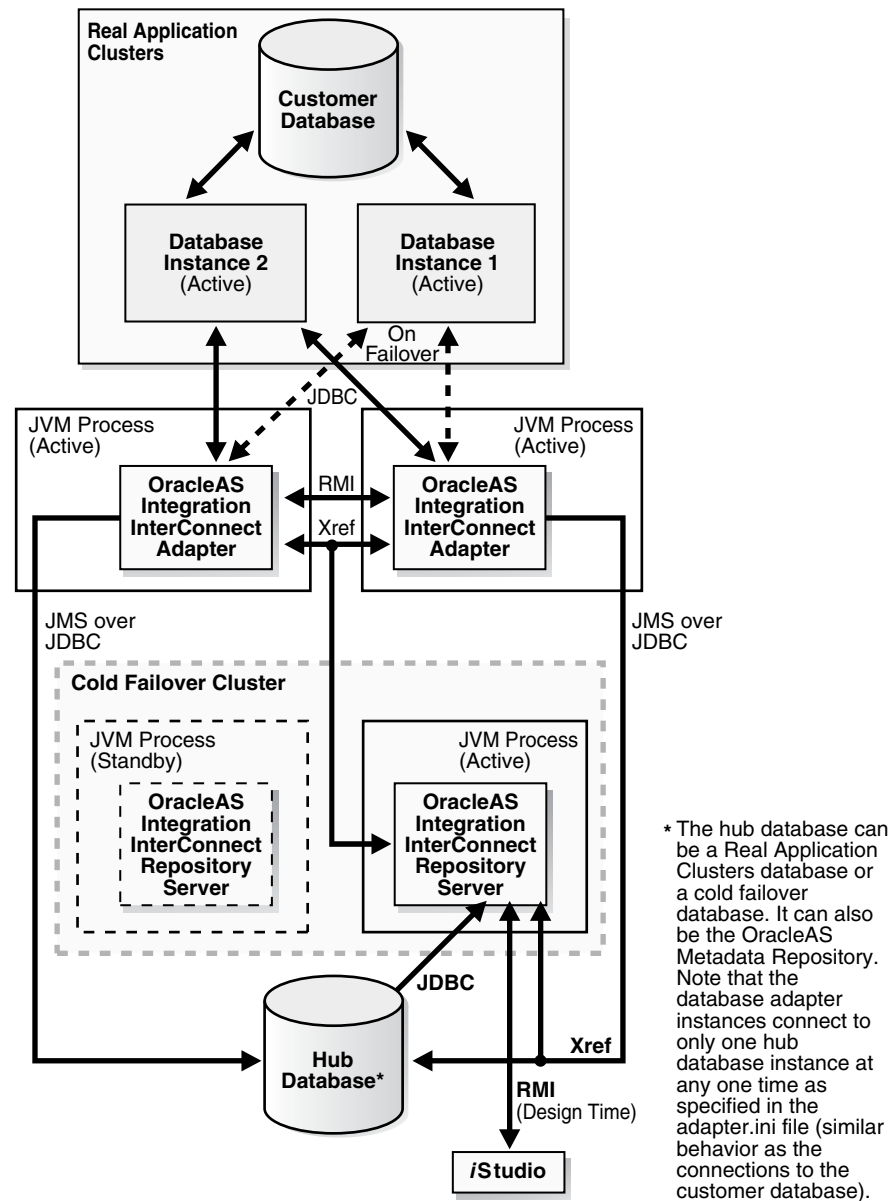 Real Application
Clusters
Customer
Database
Database
Instance 2
(Active)
Database
Instance 1
(Active)
On
Failover
JDBC
JVM Process
(Active)
JVM Process
(Active)
OracleAS
Integration
InterConnect
Adapter
RMI
Xref
OracleAS
Integration
InterConnect
Adapter
JMS over
JDBC
JMS over
JDBC
Cold Failover Cluster
JVM Process
(Standby)
OracleAS
Integration
InterConnect
Repository
Server
JVM Process
(Active)
OracleAS
Integration
InterConnect
Repository
Server
JDBC
Hub
Database*
Xref
RMI
(Design Time)
iStudio
* The hub database can
be a Real Application
Clusters database or
a cold failover
database. It can also
be the OracleAS
Metadata Repository.
Note that the
database adapter
instances connect to
only one hub
database instance at
any one time as
specified in the
adapter.ini file (similar
behavior as the
connections to the
customer database).